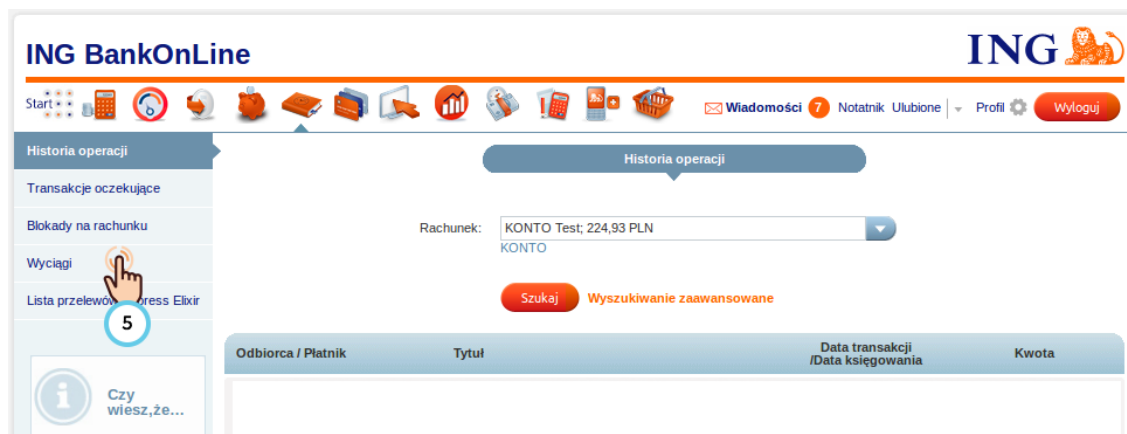 ING BankOnLine
ING
Start
Wiadomości 7 Notatnik Ulubione Profil Wyloguj
Historia operacji
Transakcje oczekujące
Blokady na rachunku
Wyciągi
Lista przelewów Express Elixir
5
Czy
wiesz,że...
Historia operacji
Rachunek: KONTO Test; 224,93 PLN
KONTO
Szukaj Wyszukiwanie zaawansowane
Odbiorca / Płatnik Tytuł Data transakcji
/Data księgowania Kwota